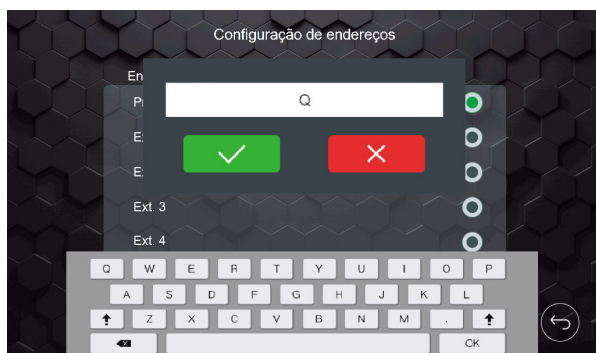 Configuração de endereços
Q
Ext. 3
Ext. 4
Q W E R T Y U I O P
A S D F G H J K L
Z X C V B N M .
OK